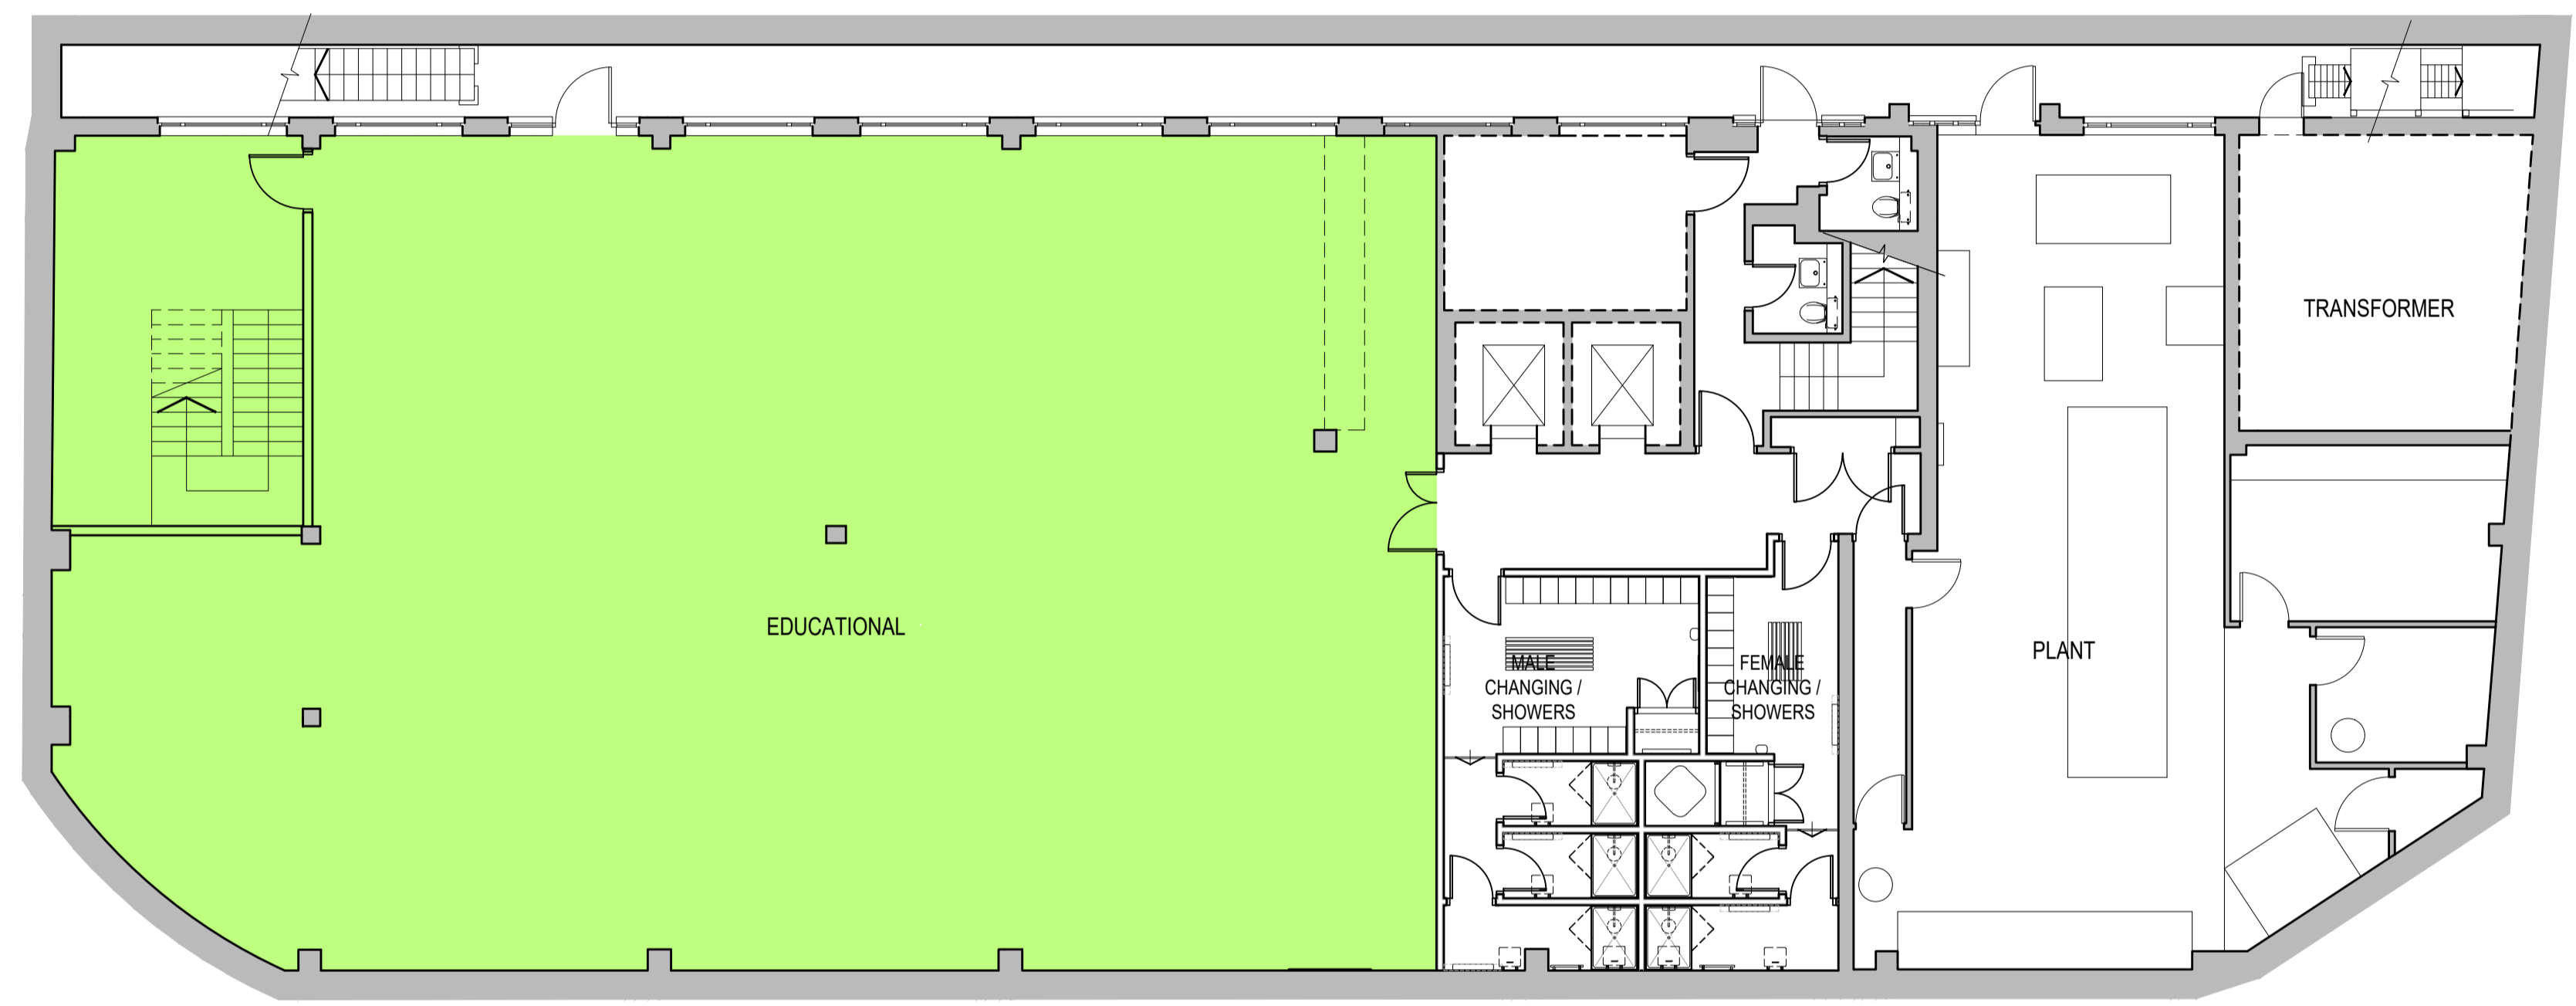 TRANSFORMER
EDUCATIONAL
PLANT
MALE
CHANGING /
SHOWERS
FEMALE
CHANGING /
SHOWERS